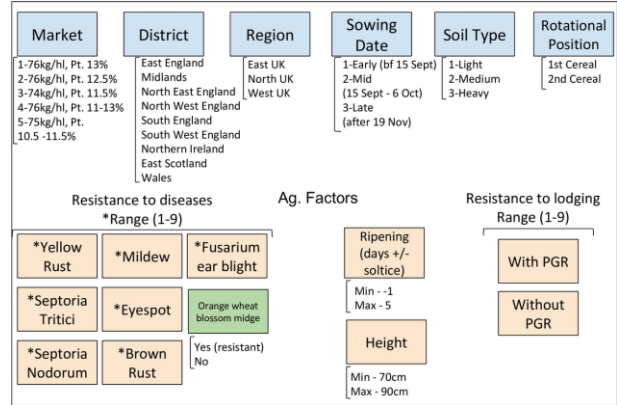 Market
1-76kg/hl, Pt. 13%
2-76kg/hl, Pt. 12.5%
3-74kg/hl, Pt. 11.5%
4-76kg/hl, Pt. 11-13%
5-75kg/hl, Pt.
10.5 -11.5%
District
East England
Midlands
North East England
North West England
South England
South West England
Northern Ireland
East Scotland
Wales
Region
East UK
North UK
West UK
Sowing
Date
1-Early (bf 15 Sept)
2-Mid
(15 Sept - 6 Oct)
3-Late
(after 19 Nov)
Soil Type
1-Light
2-Medium
3-Heavy
Rotational
Position
1st Cereal
2nd Cereal
Resistance to diseases
*Range (1-9)
*Yellow
Rust
*Mildew
*Fusarium
ear blight
*Septoria
Tritici
*Eyespot
Orange wheat
blossom midge
Yes (resistant)
No
*Septoria
Nodorum
*Brown
Rust
Ag. Factors
Ripening
(days +/-
soltice)
Min - -1
Max - 5
Height
Min - 70cm
Max - 90cm
Resistance to lodging
Range (1-9)
With PGR
Without
PGR